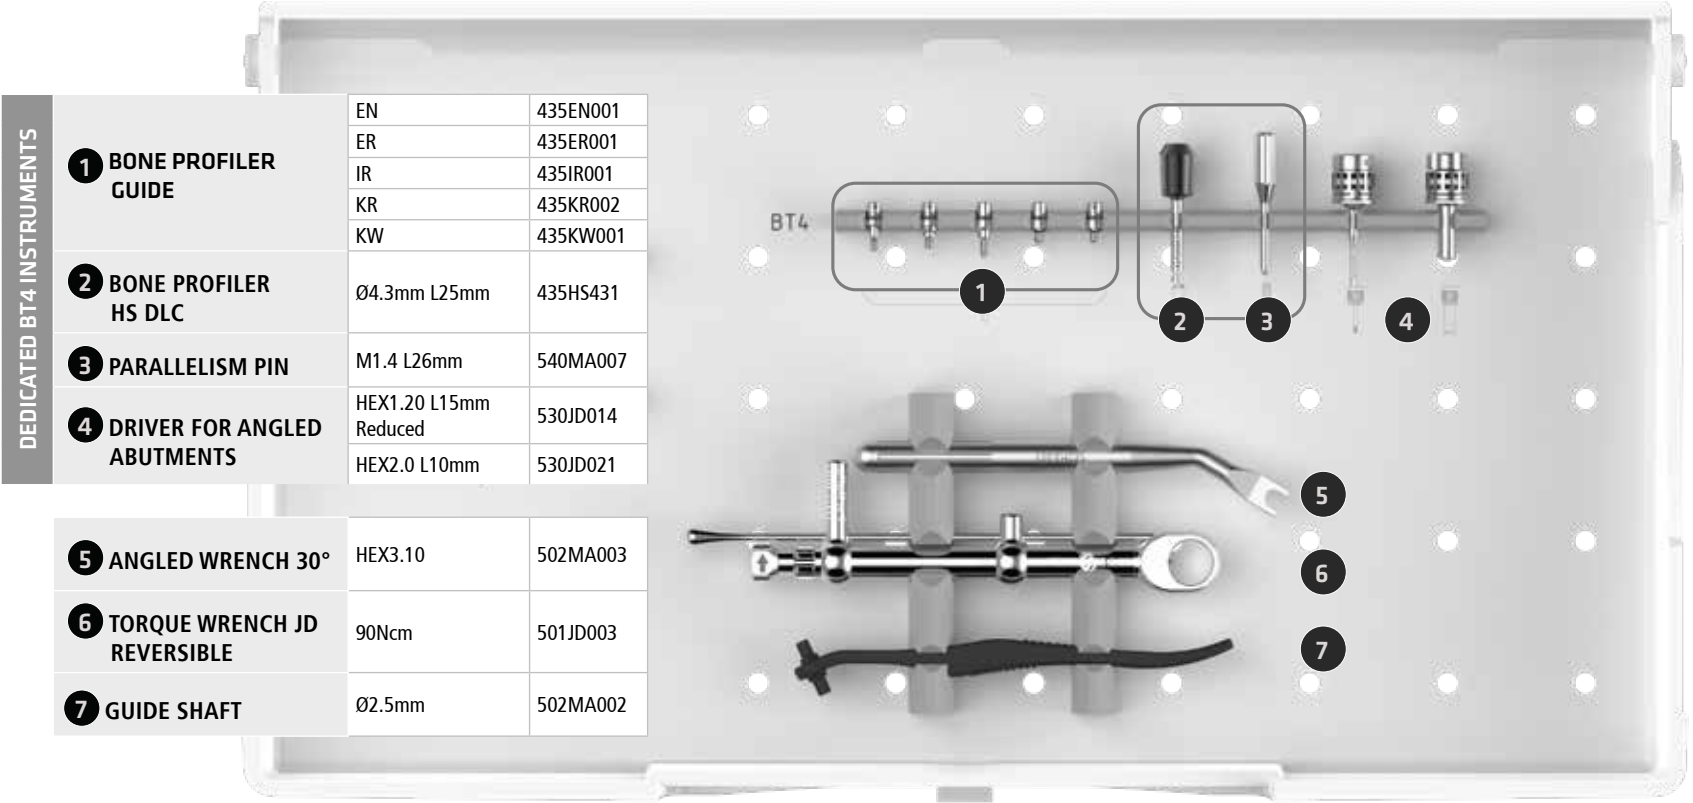 DEDICATED BT4 INSTRUMENTS
1 BONE PROFILER
GUIDE
EN 435EN001
ER 435ER001
IR 435IR001
KR 435KR002
KW 435KW001
2 BONE PROFILER
HS DLC
Ø4.3mm L25mm 435HS431
3 PARALLELISM PIN M1.4 L26mm 540MA007
4 DRIVER FOR ANGLED
ABUTMENTS
HEX1.20 L15mm
Reduced
530JD014
HEX2.0 L10mm 530JD021
5 ANGLED WRENCH 30° HEX3.10 502MA003
6 TORQUE WRENCH JD
REVERSIBLE
90Ncm 501JD003
7 GUIDE SHAFT Ø2.5mm 502MA002
BT4
1
2
3
4
5
6
7